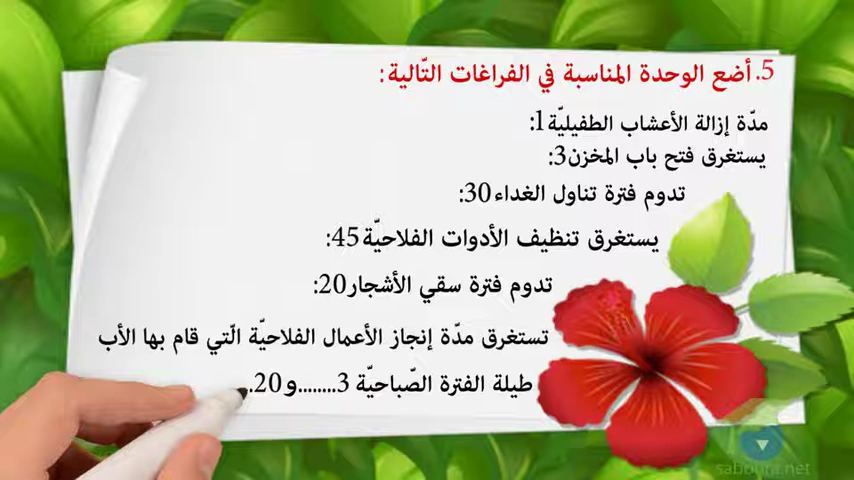 5. أضع الوحدة المناسبة في الفراغات التّالية:
مدّة إزالة الأعشاب الطفيليّة1:
يستغرق فتح باب المخزن3:
تدوم فترة تناول الغداء30:
يستغرق تنظيف الأدوات الفلاحيّة45:
تدوم فترة سقي الأشجار20:
تستغرق مدّة إنجاز الأعمال الفلاحيّة الّتي قام بها الأب
طيلة الفترة الصّباحيّة 3........و20..
saboura.net